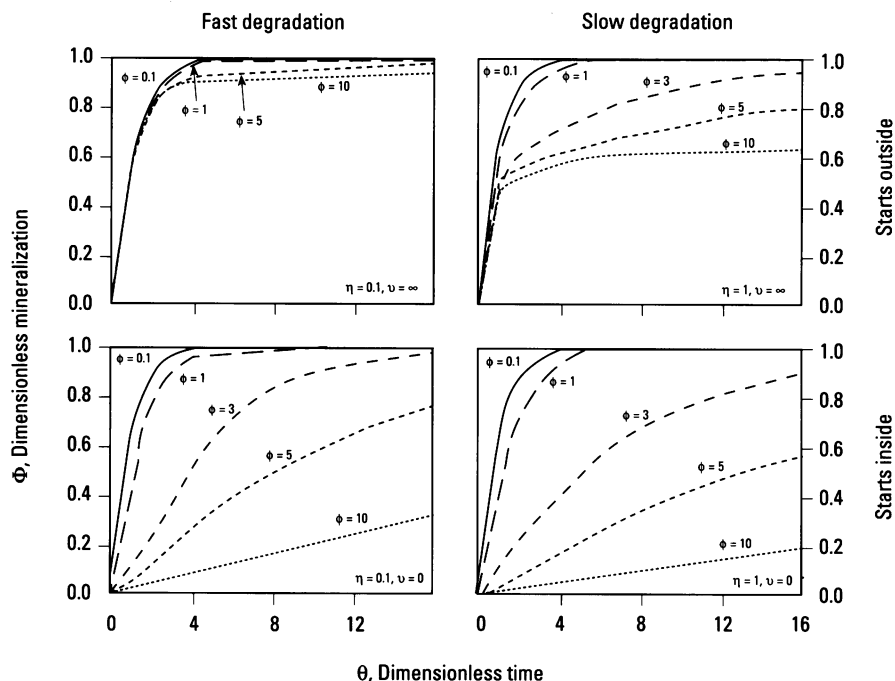 Fast degradation
Slow degradation
1.0
0.8
0.6
0.4
0.2
0.0
ϕ = 0.1
ϕ = 1
ϕ = 5
ϕ = 10
η = 0.1, υ = ∞
ϕ = 0.1
ϕ = 1
ϕ = 3
ϕ = 5
ϕ = 10
η = 1, υ = ∞
1.0
0.8
0.6
0.4
0.2
0.0
Starts outside
Φ, Dimensionless mineralization
1.0
0.8
0.6
0.4
0.2
0.0
ϕ = 0.1
ϕ = 1
ϕ = 3
ϕ = 5
ϕ = 10
η = 0.1, υ = 0
0
4
8
12
ϕ = 0.1
ϕ = 1
ϕ = 3
ϕ = 5
ϕ = 10
η = 1, υ = 0
1.0
0.8
0.6
0.4
0.2
0.0
Starts inside
0
4
8
12
16
θ, Dimensionless time